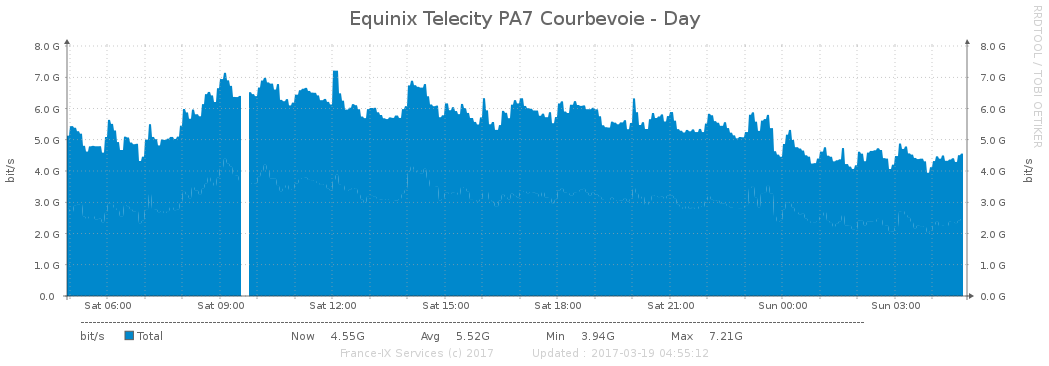 Equinix Telecity PA7 Courbevoie - Day
RRDTOOL / TOBI OETIKER
bit/s
8.0 G 8.0 G
7.0 G 7.0 G
6.0 G 6.0 G
5.0 G 5.0 G
4.0 G 4.0 G
3.0 G 3.0 G
2.0 G 2.0 G
1.0 G 1.0 G
0.0 0.0 G
bit/s
Sat 06:00 Sat 09:00 Sat 12:00 Sat 15:00 Sat 18:00 Sat 21:00 Sun 00:00 Sun 03:00
bit/s Total Now 4.55G Avg 5.52G Min 3.94G Max 7.21G
France-IX Services (c) 2017 Updated : 2017-03-19 04:55:12